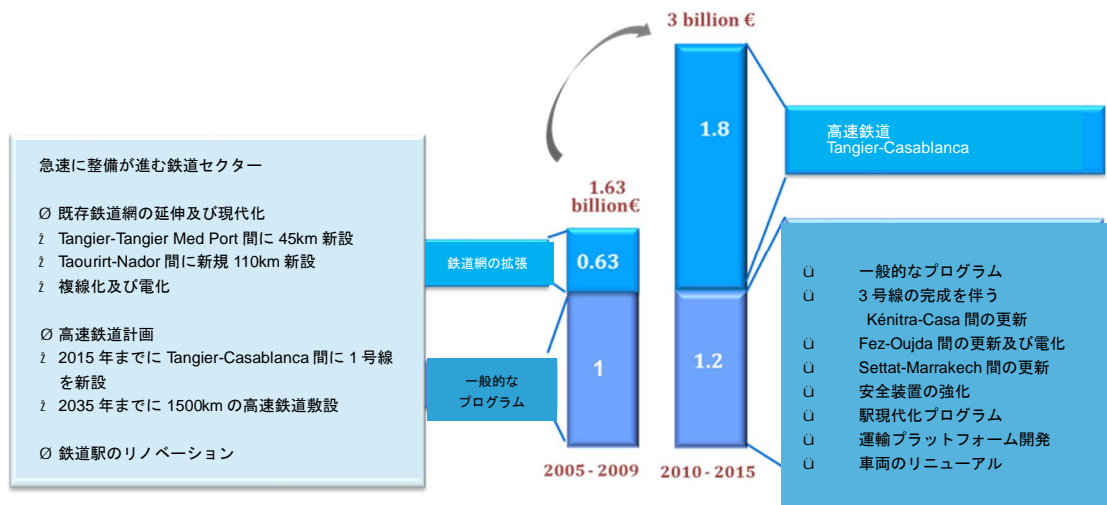 急速に整備が進む鉄道セクター
Ø 既存鉄道網の延伸及び現代化
ž Tangier-Tangier Med Port 間に 45km 新設
ž Taourirt-Nador 間に新規 110km 新設
ž 複線化及び電化
Ø 高速鉄道計画
ž 2015 年までに Tangier-Casablanca 間に 1 号線
を新設
ž 2035 年までに 1500km の高速鉄道敷設
Ø 鉄道駅のリノベーション
鉄道網の拡張
一般的な
プログラム
1.63
billion€
0.63
1
2005 - 2009
3 billion €
1.8
1.2
2010 - 2015
高速鉄道
Tangier-Casablanca
ü 一般的なプログラム
ü 3 号線の完成を伴う
Kénitra-Casa 間の更新
ü Fez-Oujda 間の更新及び電化
ü Settat-Marrakech 間の更新
ü 安全装置の強化
ü 駅現代化プログラム
ü 運輸プラットフォーム開発
ü 車両のリニューアル